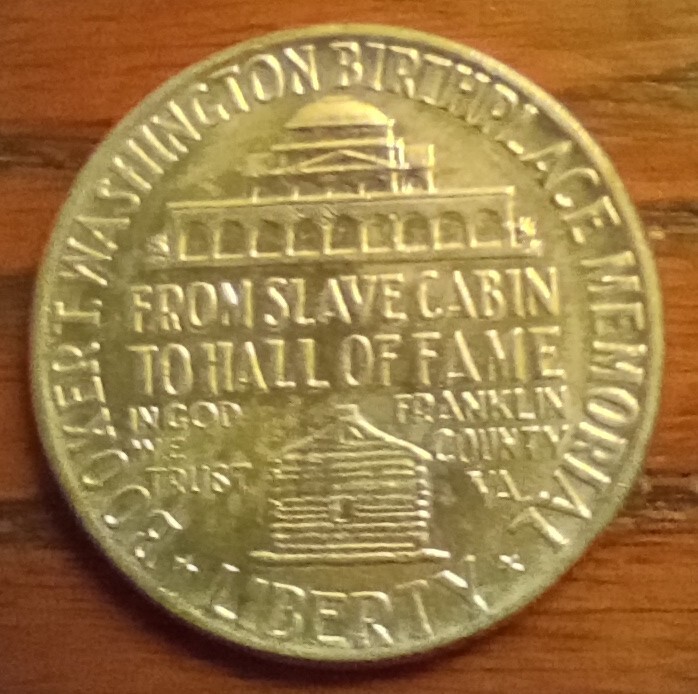 BOOKER T. WASHINGTON BIRTHPLACE MEMORIAL
FROM SLAVE CABIN
TO HALL OF FAME
IN GOD
WE
TRUST
FRANKLIN
COUNTY
VA.
LIBERTY